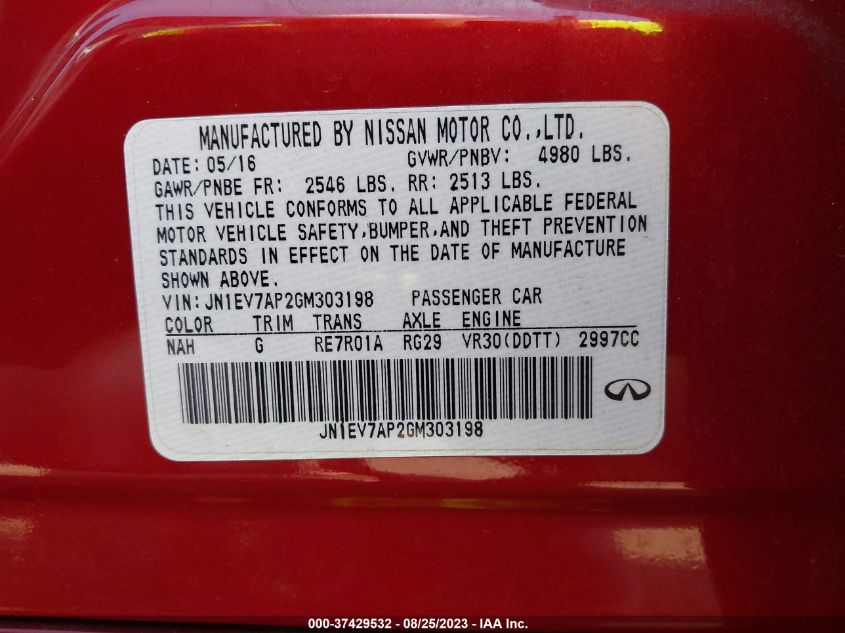 MANUFACTURED BY NISSAN MOTOR CO.,LTD.
DATE: 05/16 GVWR/PNBV: 4980 LBS.
GAWR/PNBE FR: 2546 LBS. RR: 2513 LBS.
THIS VEHICLE CONFORMS TO ALL APPLICABLE FEDERAL
MOTOR VEHICLE SAFETY,BUMPER,AND THEFT PREVENTION
STANDARDS IN EFFECT ON THE DATE OF MANUFACTURE
SHOWN ABOVE.
VIN:JN1EV7AP2GM303198 PASSENGER CAR
COLOR TRIM TRANS AXLE ENGINE
NAH G RE7R01A RG29 VR30(DDTT) 2997CC
JN1EV7AP2GM303198
000-37429532 - 08/25/2023 - IAA Inc.